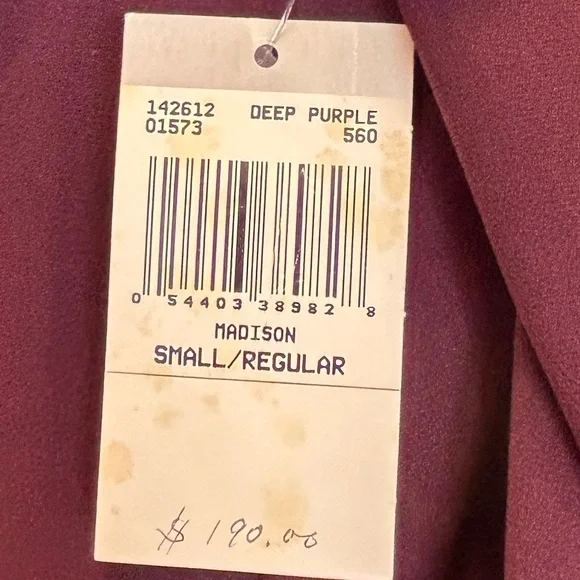 142612 DEEP PURPLE
01573 560
0 54403 38982 8
MADISON
SMALL/REGULAR
$ 190.00